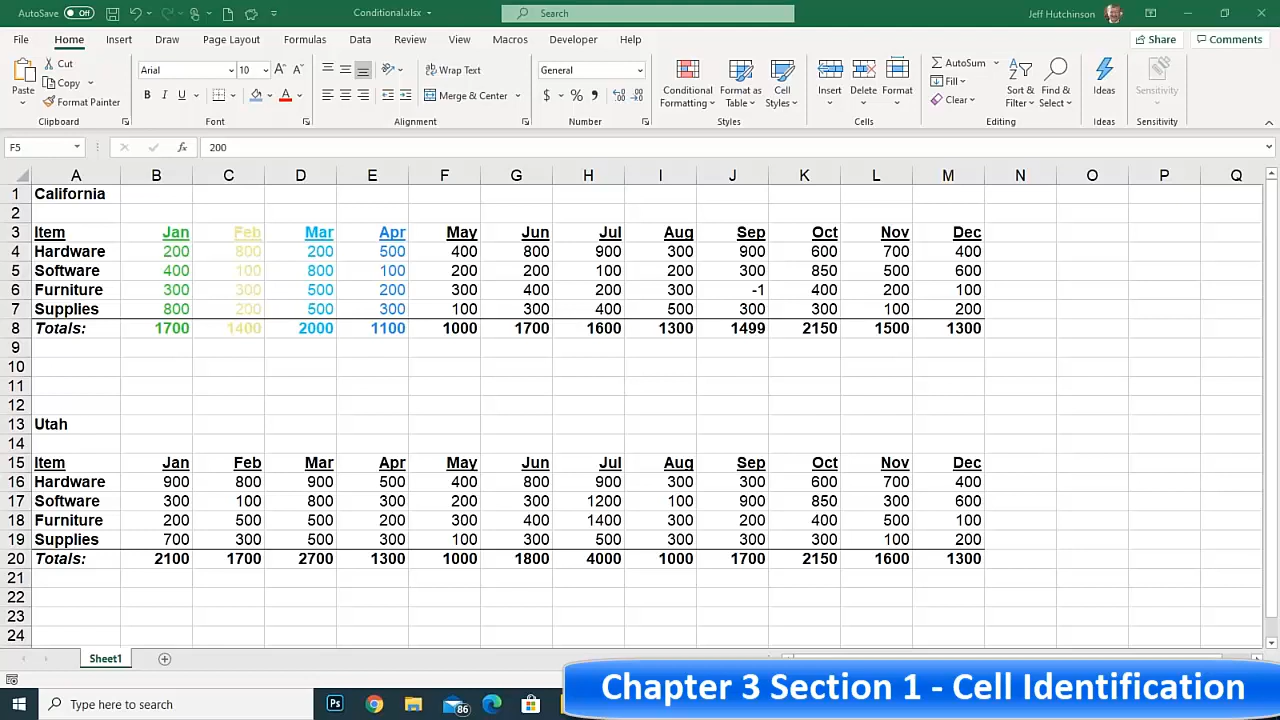 AutoSave Off Conditional.xlsx Search Jeff Hutchinson
File Home Insert Draw Page Layout Formulas Data Review View Macros Developer Help Share Comments
Paste Cut Copy Format Painter Clipboard
Arial 10 B I U Font
Wrap Text Merge & Center Alignment
General $ % Number
Conditional Formatting Format as Table Cell Styles Styles
Insert Delete Format Cells
AutoSum Fill Clear Sort & Filter Find & Select Editing
Ideas Ideas
Sensitivity Sensitivity
F5 fx 200
A B C D E F G H I J K L M N O P Q
1 California
2
3 Item Jan Feb Mar Apr May Jun Jul Aug Sep Oct Nov Dec
4 Hardware 200 800 200 500 400 800 900 300 900 600 700 400
5 Software 400 100 800 100 200 200 100 200 300 850 500 600
6 Furniture 300 300 500 200 300 400 200 300 -1 400 200 100
7 Supplies 800 200 500 300 100 300 400 500 300 300 100 200
8 Totals: 1700 1400 2000 1100 1000 1700 1600 1300 1499 2150 1500 1300
9
10
11
12
13 Utah
14
15 Item Jan Feb Mar Apr May Jun Jul Aug Sep Oct Nov Dec
16 Hardware 900 800 900 500 400 800 900 300 300 600 700 400
17 Software 300 100 800 300 200 300 1200 100 900 850 300 600
18 Furniture 200 500 500 200 300 400 1400 300 200 400 500 100
19 Supplies 700 300 500 300 100 300 500 300 300 300 100 200
20 Totals: 2100 1700 2700 1300 1000 1800 4000 1000 1700 2150 1600 1300
21
22
23
24
Sheet1
Type here to search Ps 86
Chapter 3 Section 1 - Cell Identification